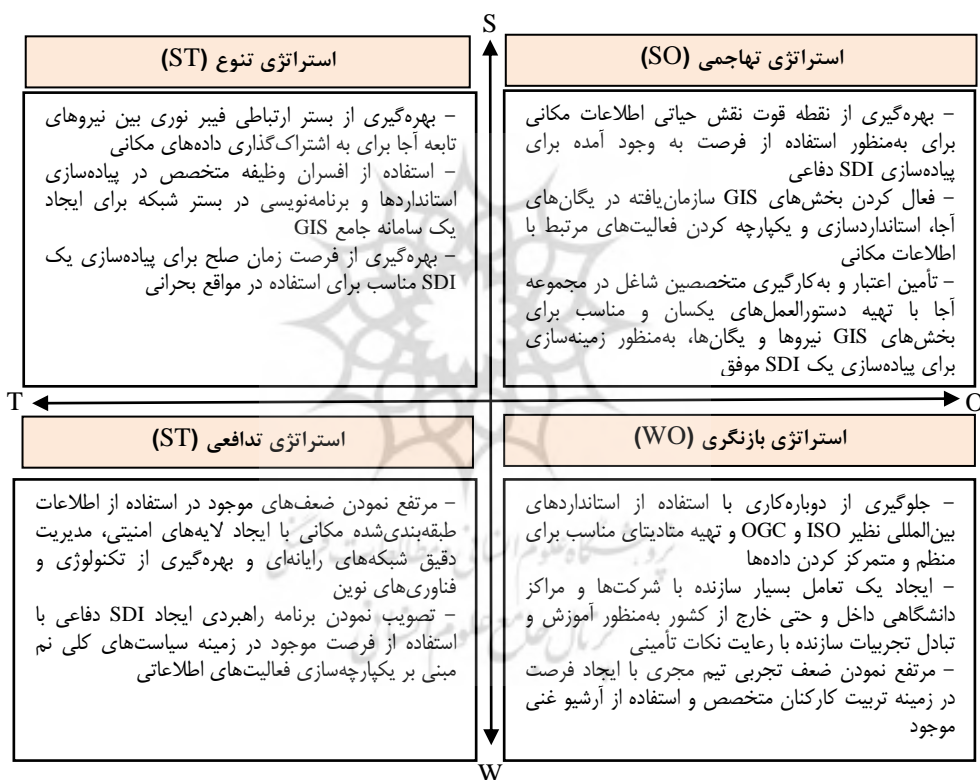 S
استراتژی تهاجمی (SO)
– بهره‌گیری از نقطه قوت نقش حیاتی اطلاعات مکانی
برای به‌منظور استفاده از فرصت به وجود آمده برای
پیاده‌سازی SDI دفاعی
– فعال کردن بخش‌های GIS سازمان‌یافته در یگان‌های
آجا، استانداردسازی و یکپارچه کردن فعالیت‌های مرتبط با
اطلاعات مکانی
– تأمین اعتبار و به‌کارگیری متخصصین شاغل در مجموعه
آجا با تهیه دستورالعمل‌های یکسان و مناسب برای
بخش‌های GIS نیروها و یگان‌ها، به‌منظور زمینه‌سازی
برای پیاده‌سازی یک SDI موفق
استراتژی تنوع (ST)
– بهره‌گیری از بستر ارتباطی فیبر نوری بین نیروهای
تابعه آجا برای به اشتراک‌گذاری داده‌های مکانی
– استفاده از افسران وظیفه متخصص در پیاده‌سازی
استانداردها و برنامه‌نویسی در بستر شبکه برای ایجاد
یک سامانه جامع GIS
– بهره‌گیری از فرصت زمان صلح برای پیاده‌سازی یک
SDI مناسب برای استفاده در مواقع بحرانی
O
T
استراتژی بازنگری (WO)
– جلوگیری از دوباره‌کاری با استفاده از استانداردهای
بین‌المللی نظیر ISO و OGC و تهیه متادیتای مناسب برای
منظم و متمرکز کردن داده‌ها
– ایجاد یک تعامل بسیار سازنده با شرکت‌ها و مراکز
دانشگاهی داخل و حتی خارج از کشور به‌منظور آموزش و
تبادل تجربیات سازنده با رعایت نکات تأمینی
– مرتفع نمودن ضعف تجربی تیم مجری با ایجاد فرصت
در زمینه تربیت کارکنان متخصص و استفاده از آرشیو غنی
موجود
استراتژی تدافعی (ST)
– مرتفع نمودن ضعف‌های موجود در استفاده از اطلاعات
طبقه‌بندی‌شده مکانی با ایجاد لایه‌های امنیتی، مدیریت
دقیق شبکه‌های رایانه‌ای و بهره‌گیری از تکنولوژی و
فناوری‌های نوین
– تصویب نمودن برنامه راهبردی ایجاد SDI دفاعی با
استفاده از فرصت موجود در زمینه سیاست‌های کلی نم
مبنی بر یکپارچه‌سازی فعالیت‌های اطلاعاتی
W
پژوهشگاه علوم انسانی و مطالعات فرهنگی
پرتال جامع علوم انسانی